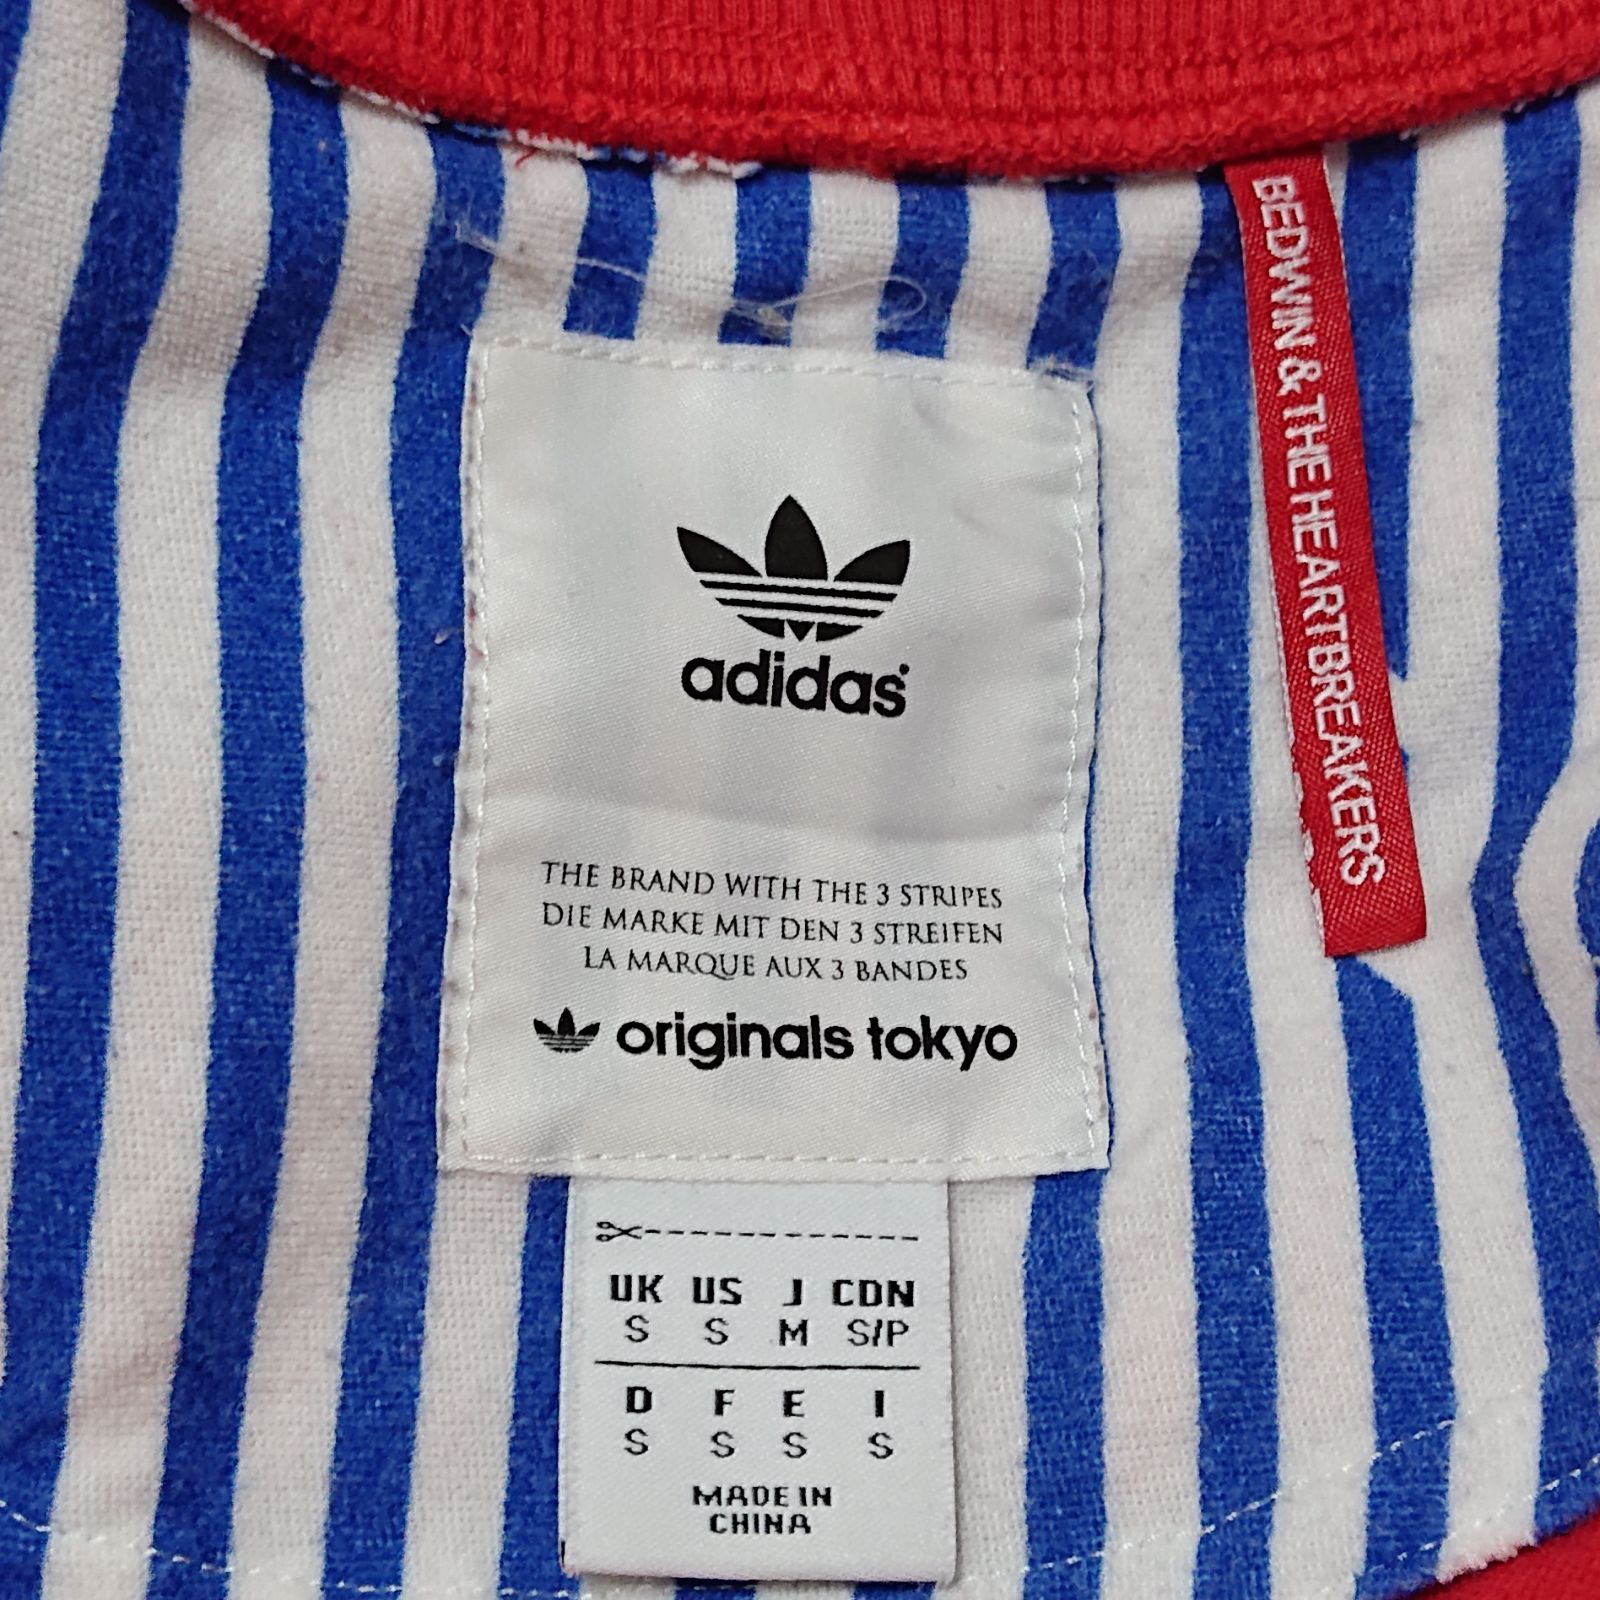 BEDWIN & THE HEARTBREAKERS
adidas
THE BRAND WITH THE 3 STRIPES
DIE MARKE MIT DEN 3 STREIFEN
LA MARQUE AUX 3 BANDES
originals tokyo
UK US J CDN
S S M S/P
D F E I
S S S S
MADE IN
CHINA